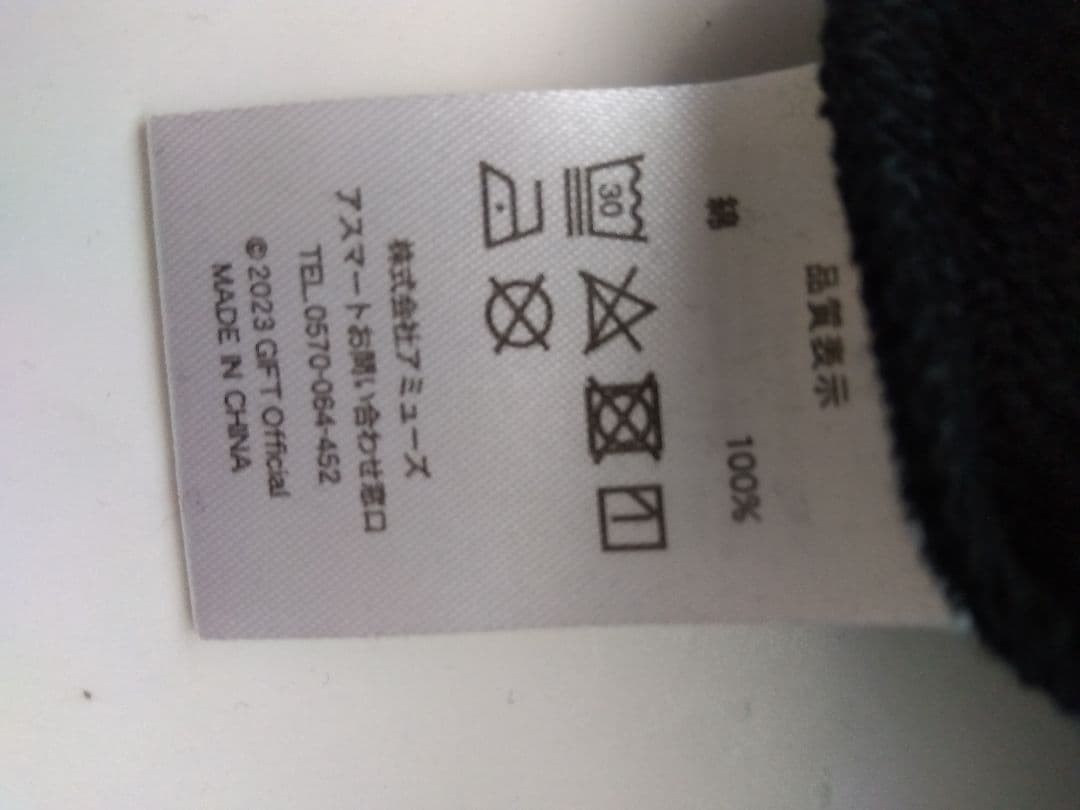 品質表示
綿 100%
30
株式会社アミューズ
アスマートお問い合わせ窓口
TEL.0570-064-452
© 2023 GIFT Official
MADE IN CHINA